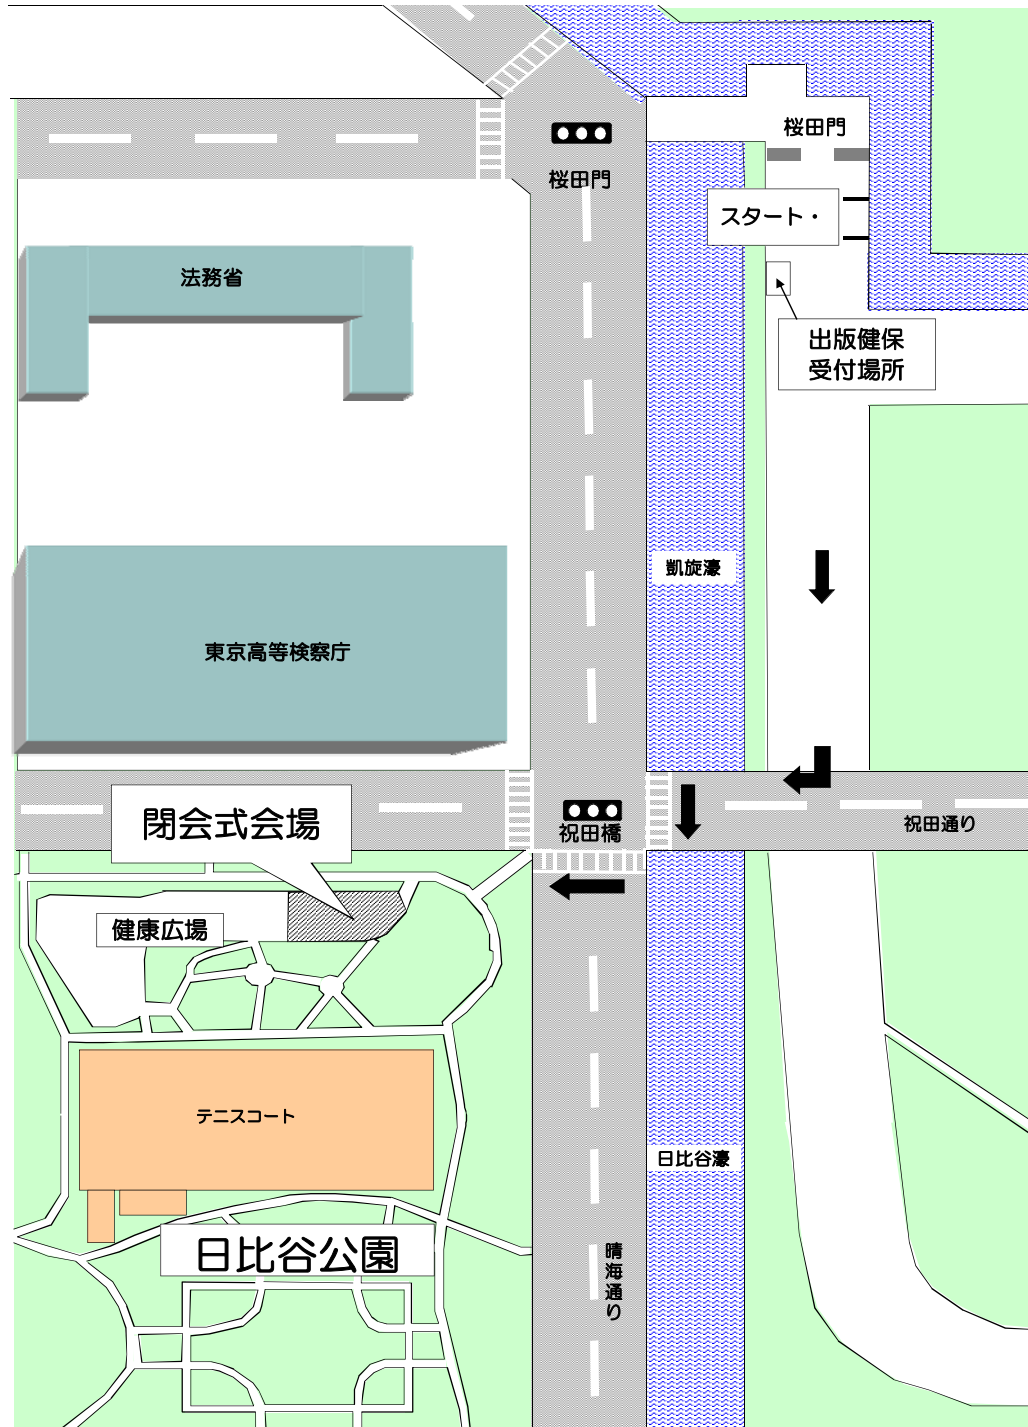 桜田門
桜田門
スタート・
法務省
出版健保
受付場所
凱旋濠
東京高等検察庁
閉会式会場
祝田橋
祝田通り
健康広場
テニスコート
日比谷濠
日比谷公園
晴海通り